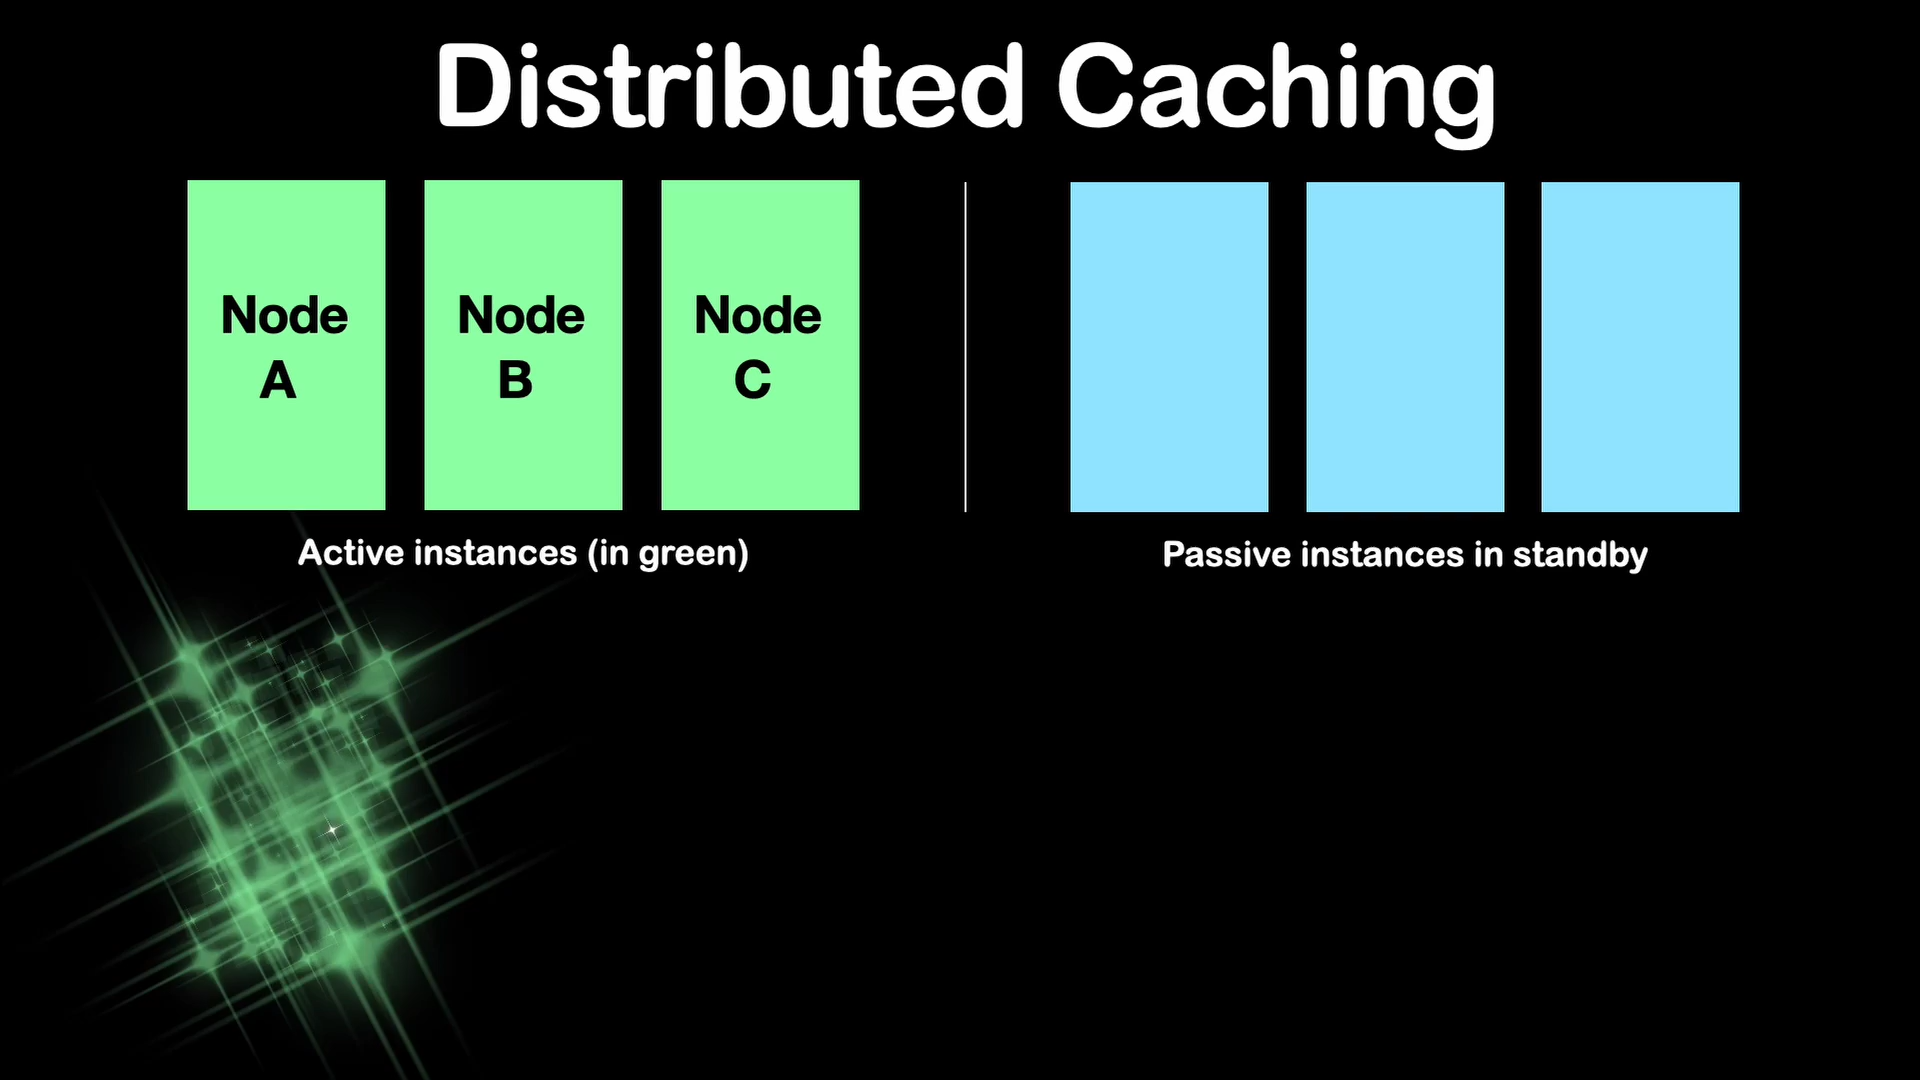 Distributed Caching
Node
A
Node
B
Node
C
Active instances (in green)
Passive instances in standby